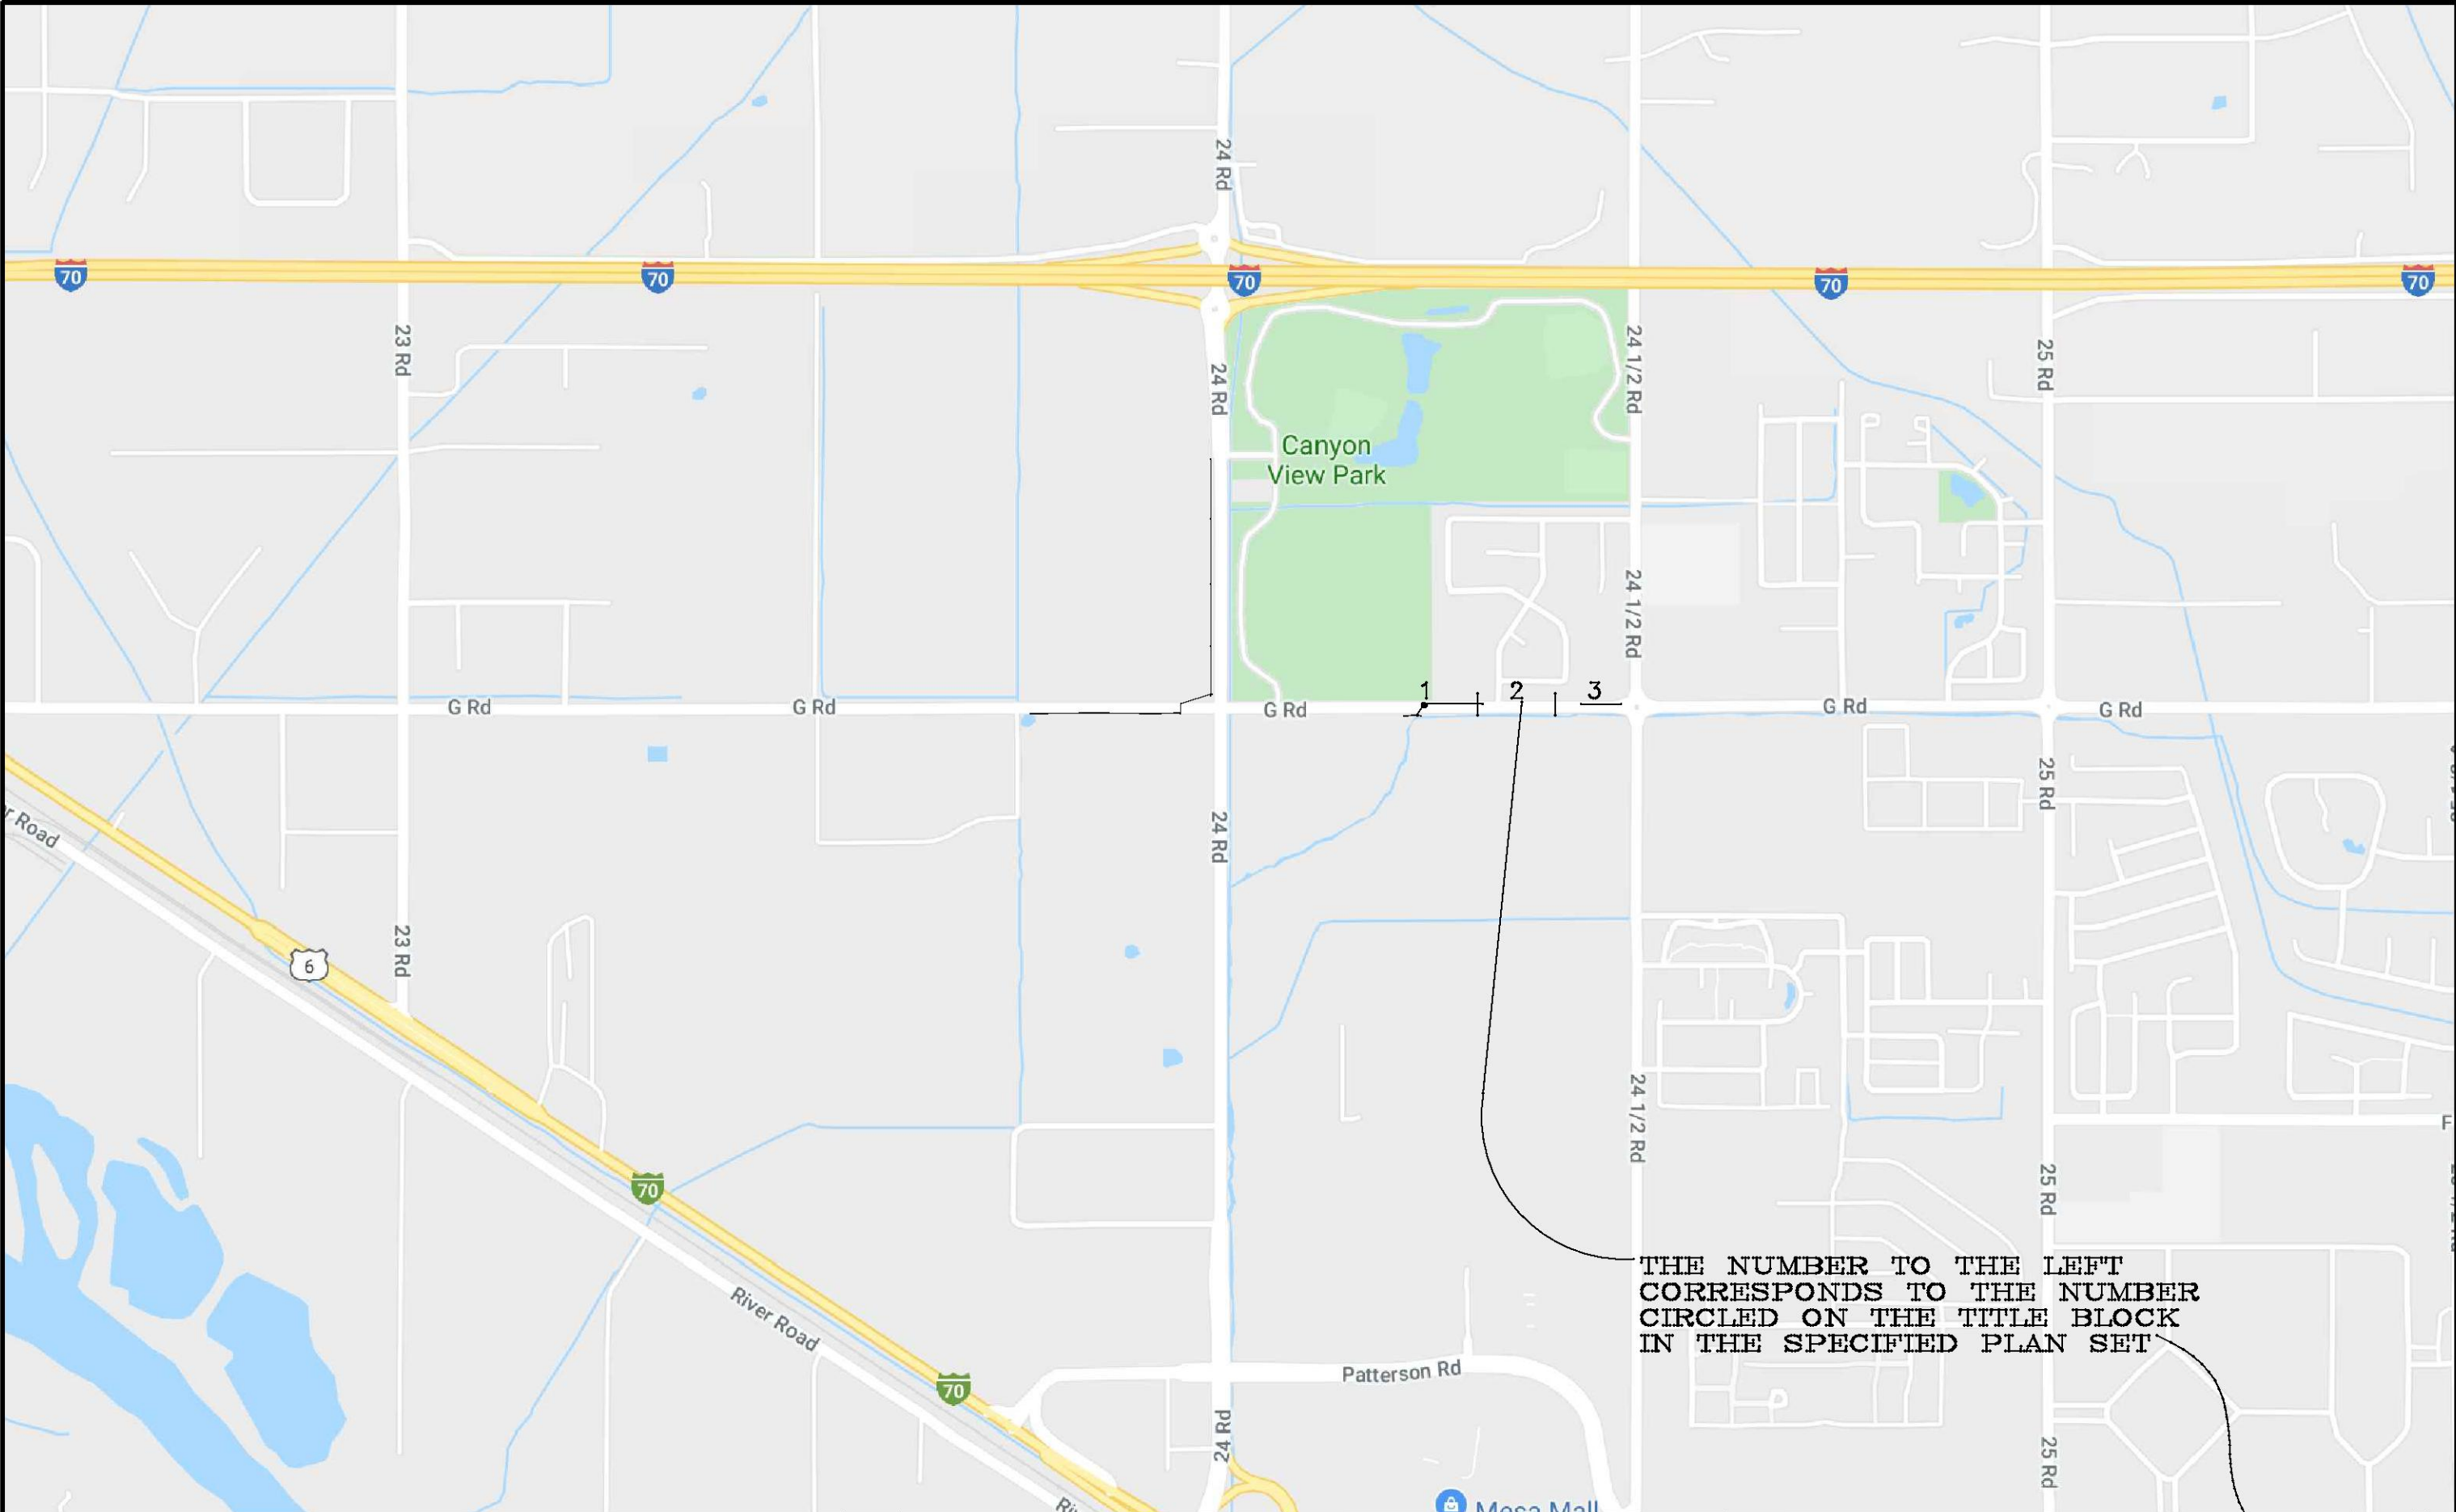 24 Rd
70
70
70
70
70
23 Rd
24 Rd
24 1/2 Rd
25 Rd
Canyon
View Park
24 1/2 Rd
1
2
3
G Rd
G Rd
G Rd
G Rd
G Rd
25 Rd
24 Rd
Road
23 Rd
6
24 1/2 Rd
25 Rd
F
70
THE NUMBER TO THE LEFT
CORRESPONDS TO THE NUMBER
CIRCLED ON THE TITLE BLOCK
IN THE SPECIFIED PLAN SET
River Road
Patterson Rd
70
24 Rd
25 Rd
Mesa Mall